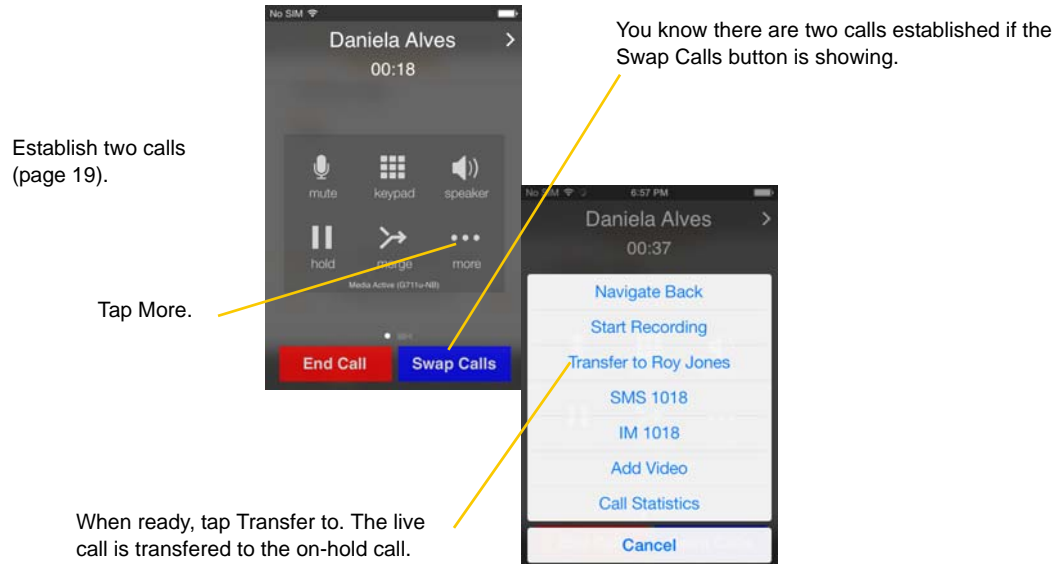 No SIM
Daniela Alves >
00:18
You know there are two calls established if the
Swap Calls button is showing.
Establish two calls
(page 19).
mute keypad speaker
hold merge more
Media Active (G711u-NB)
Tap More.
End Call Swap Calls
No SIM 6:57 PM
Daniela Alves >
00:37
Navigate Back
Start Recording
Transfer to Roy Jones
SMS 1018
IM 1018
Add Video
Call Statistics
Cancel
When ready, tap Transfer to. The live
call is transfered to the on-hold call.